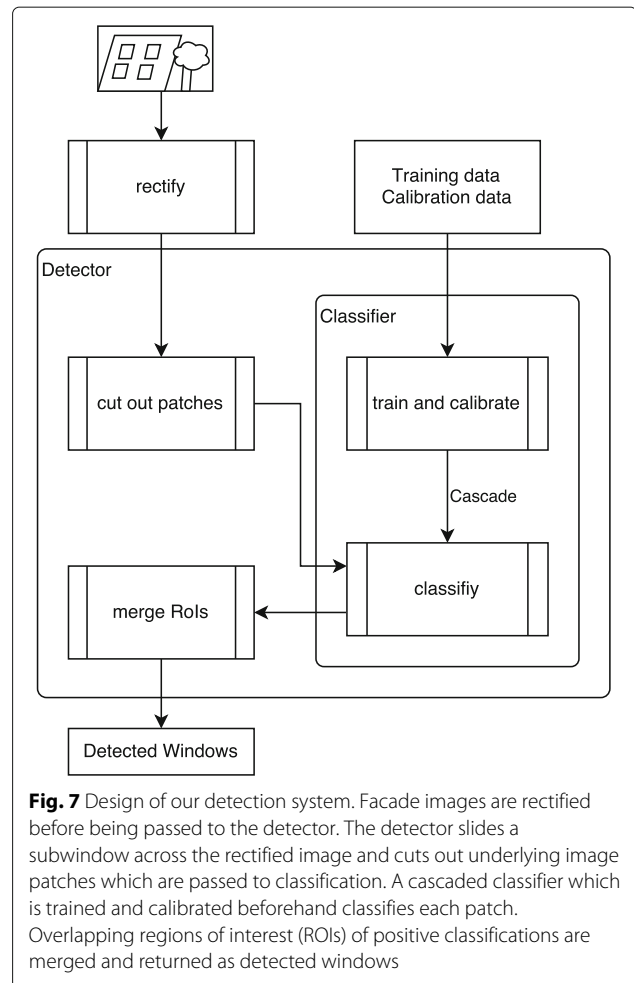 rectify
Training data
Calibration data
Detector
Classifier
cut out patches
train and calibrate
Cascade
classifiy
merge RoIs
Detected Windows
Fig. 7 Design of our detection system. Facade images are rectified
before being passed to the detector. The detector slides a
subwindow across the rectified image and cuts out underlying image
patches which are passed to classification. A cascaded classifier which
is trained and calibrated beforehand classifies each patch.
Overlapping regions of interest (ROIs) of positive classifications are
merged and returned as detected windows